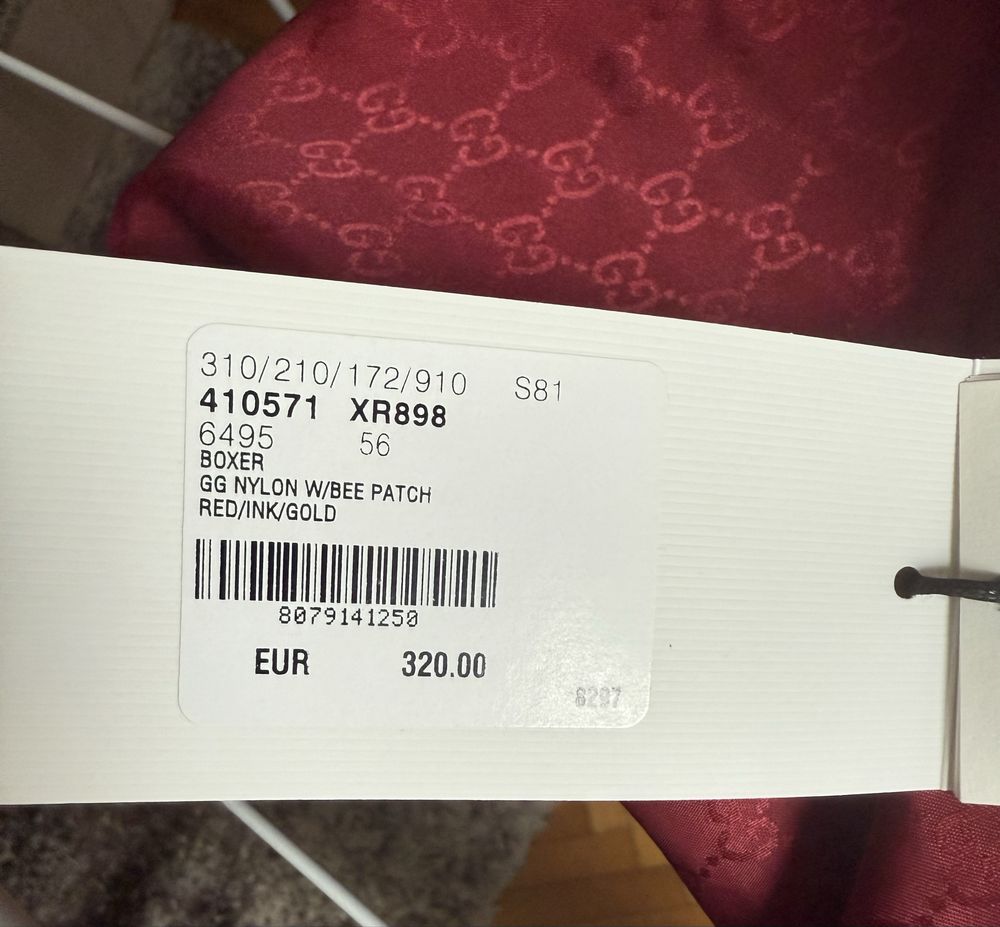 310/210/172/910 S81
410571 XR898
6495 56
BOXER
GG NYLON W/BEE PATCH
RED/INK/GOLD
8079141250
EUR 320.00
8297